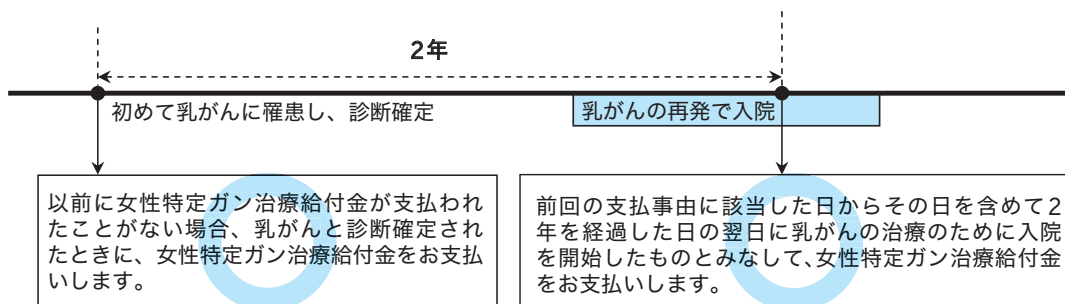 2年
初めて乳がんに罹患し、診断確定
乳がんの再発で入院
以前に女性特定ガン治療給付金が支払われ
たことがない場合、乳がんと診断確定され
たときに、女性特定ガン治療給付金をお支払
いします。
前回の支払事由に該当した日からその日を含めて2
年を経過した日の翌日に乳がんの治療のために入院
を開始したものとみなして、女性特定ガン治療給付金
をお支払いします。